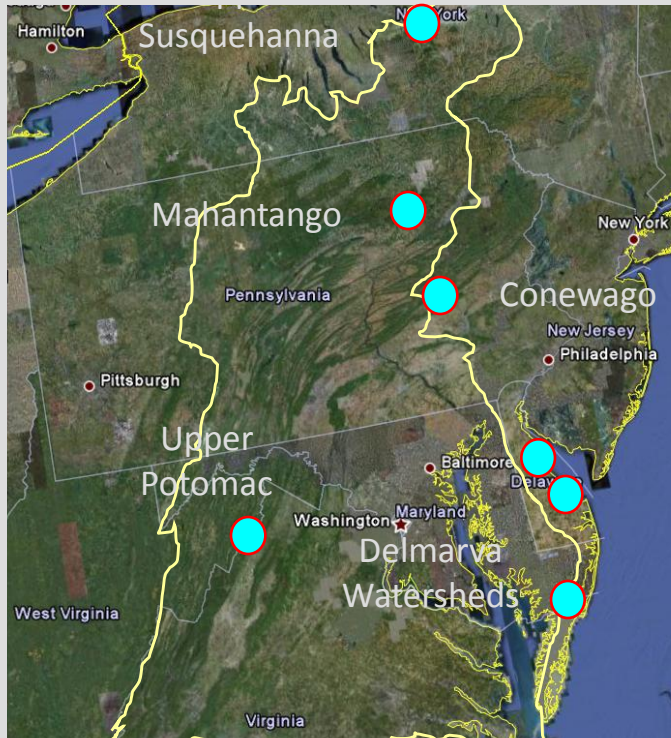 Hamilton
Susquehanna
New York
Mahantango
New York
Pennsylvania
Conewago
New Jersey
Philadelphia
Pittsburgh
Upper
Potomac
Baltimore
Washington
Maryland
Delmarva
Watersheds
West Virginia
Virginia